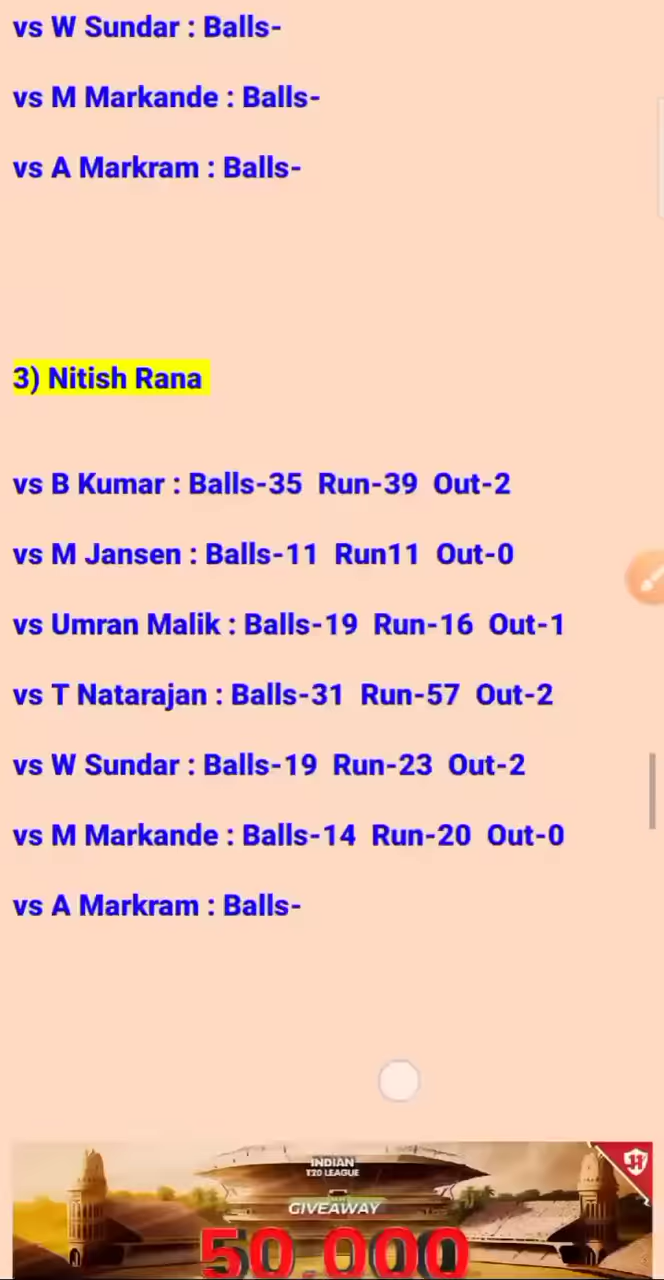 vs W Sundar : Balls-
vs M Markande : Balls-
vs A Markram : Balls-
3) Nitish Rana
vs B Kumar : Balls-35 Run-39 Out-2
vs M Jansen : Balls-11 Run11 Out-0
vs Umran Malik : Balls-19 Run-16 Out-1
vs T Natarajan : Balls-31 Run-57 Out-2
vs W Sundar : Balls-19 Run-23 Out-2
vs M Markande : Balls-14 Run-20 Out-0
vs A Markram : Balls-
INDIAN
T20 LEAGUE
GIVEAWAY
50,000